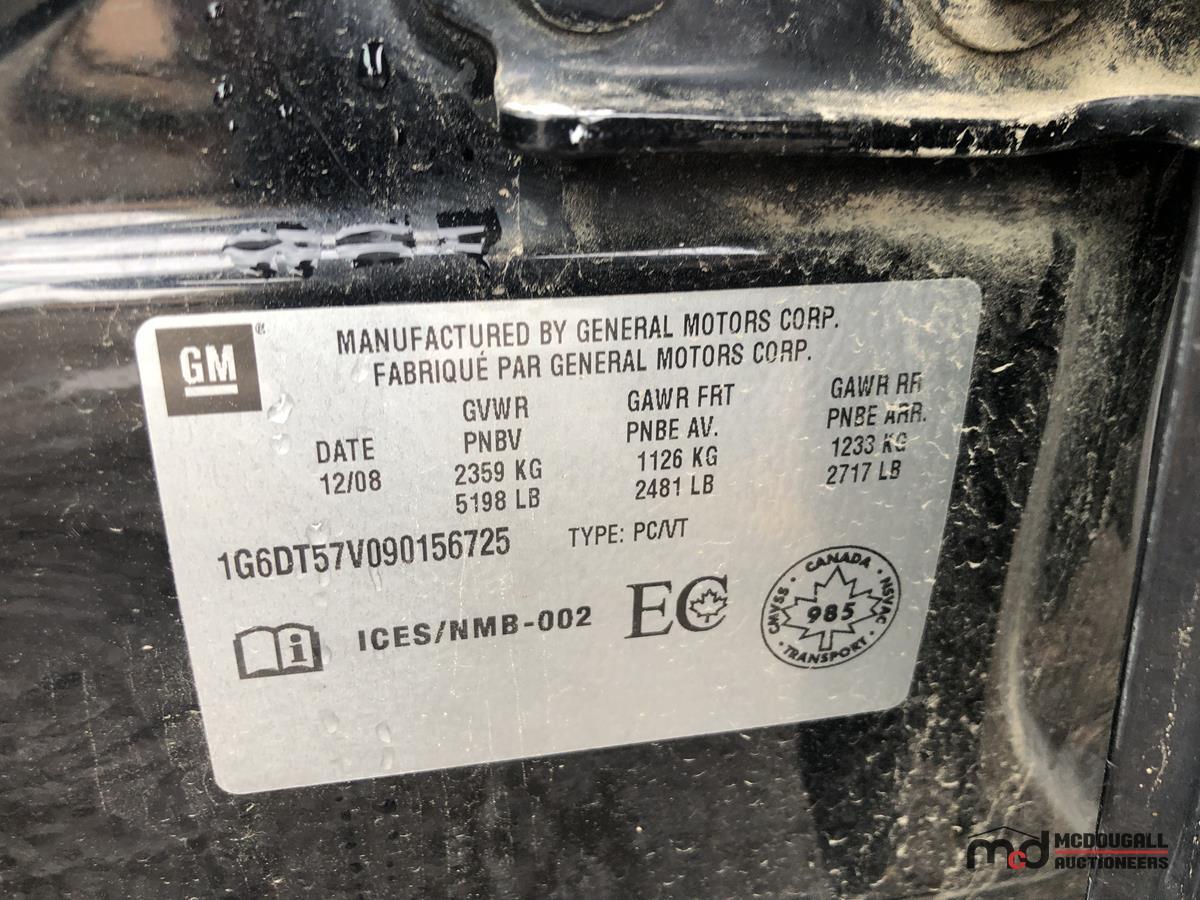 GM
MANUFACTURED BY GENERAL MOTORS CORP.
FABRIQUÉ PAR GENERAL MOTORS CORP.
DATE
12/08
GVWR
PNBV
2359 KG
5198 LB
GAWR FRT
PNBE AV.
1126 KG
2481 LB
GAWR RR
PNBE ARR.
1233 KG
2717 LB
1G6DT57V090156725
TYPE: PC/VT
i ICES/NMB-002
EC
CANADA
CMVSS 985 NSVAC
TRANSPORT
mcd
MCDOUGALL
AUCTIONEERS